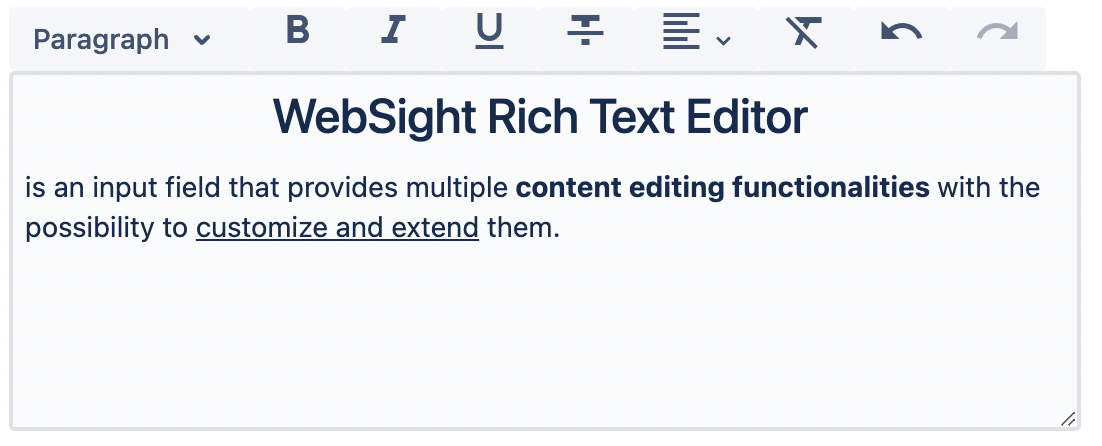 Paragraph
B I U
WebSight Rich Text Editor
is an input field that provides multiple content editing functionalities with the
possibility to customize and extend them.